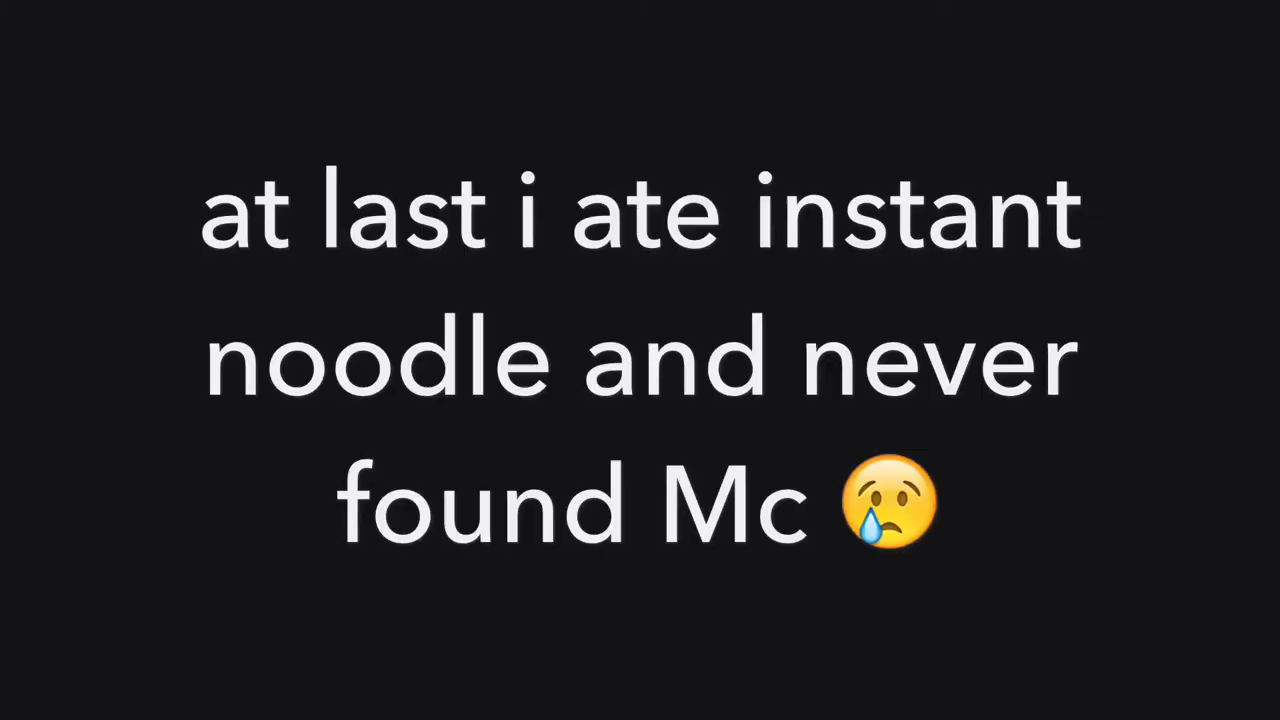 at last i ate instant
noodle and never
found Mc 😢